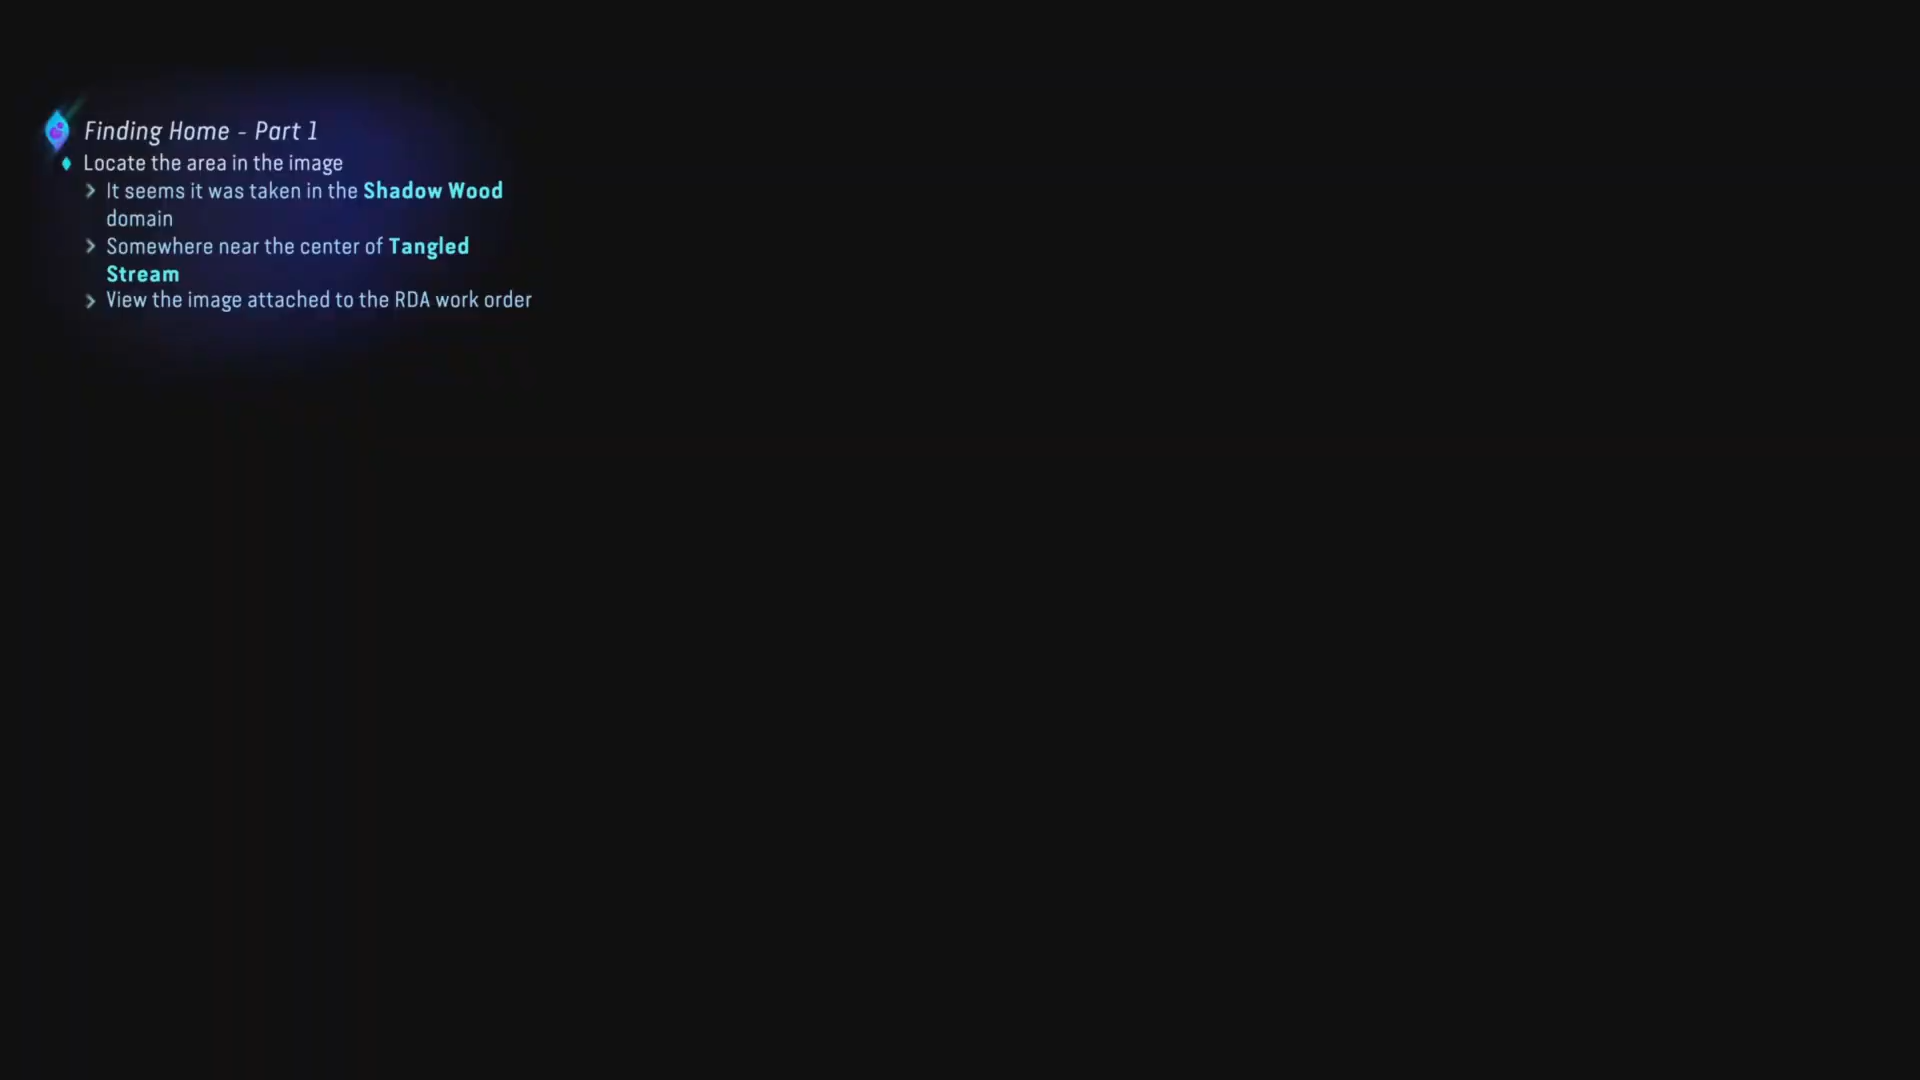 Finding Home - Part 1
Locate the area in the image
It seems it was taken in the Shadow Wood
domain
Somewhere near the center of Tangled
Stream
View the image attached to the RDA work order